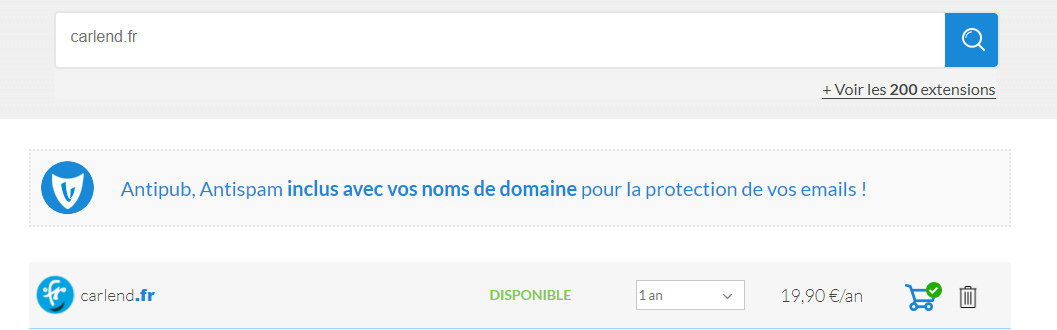 carlend.fr
+ Voir les 200 extensions
Antipub, Antispam inclus avec vos noms de domaine pour la protection de vos emails !
.fr carlend.fr DISPONIBLE 1 an 19,90 €/an